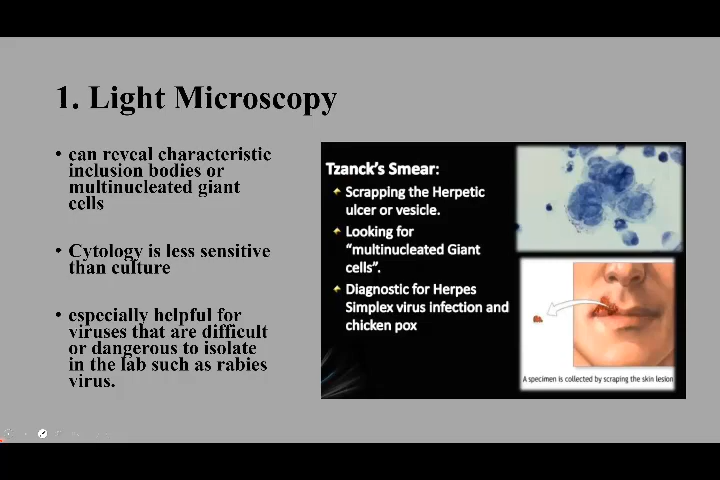 1. Light Microscopy
• can reveal characteristic
inclusion bodies or
multinucleated giant
cells
• Cytology is less sensitive
than culture
• especially helpful for
viruses that are difficult
or dangerous to isolate
in the lab such as rabies
virus.
Tzanck's Smear:
Scrapping the Herpetic
ulcer or vesicle.
Looking for
“multinucleated Giant
cells”.
Diagnostic for Herpes
Simplex virus infection and
chicken pox
A specimen is collected by scraping the skin lesion